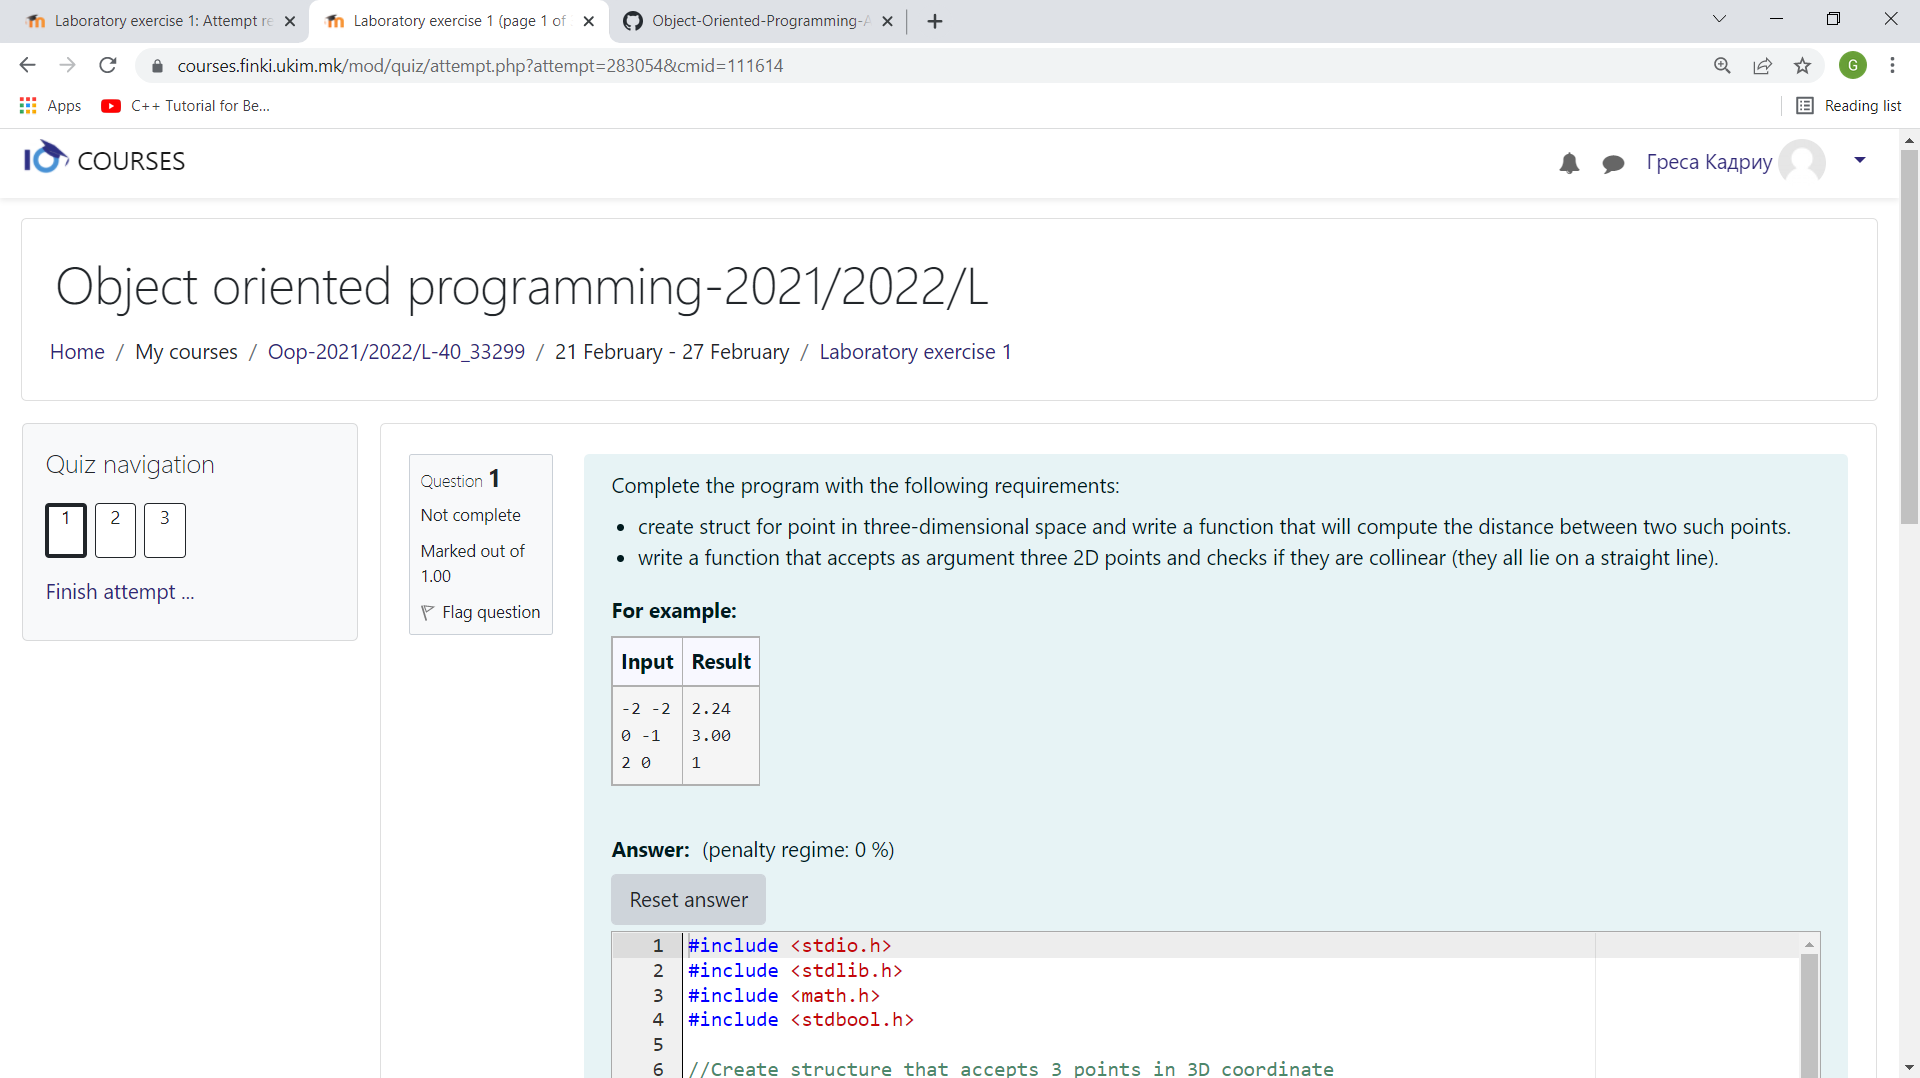 Laboratory exercise 1: Attempt re
Laboratory exercise 1 (page 1 of
Object-Oriented-Programming-A
courses.finki.ukim.mk/mod/quiz/attempt.php?attempt=283054&cmid=111614
G
Apps
C++ Tutorial for Be...
Reading list
COURSES
Греса Кадриу
Object oriented programming-2021/2022/L
Home / My courses / Oop-2021/2022/L-40_33299 / 21 February - 27 February / Laboratory exercise 1
Quiz navigation
1 2 3
Finish attempt ...
Question 1
Not complete
Marked out of
1.00
Flag question
Complete the program with the following requirements:
• create struct for point in three-dimensional space and write a function that will compute the distance between two such points.
• write a function that accepts as argument three 2D points and checks if they are collinear (they all lie on a straight line).
For example:
Input Result
-2 -2 2.24
0 -1 3.00
2 0 1
Answer: (penalty regime: 0 %)
Reset answer
1 #include <stdio.h>
2 #include <stdlib.h>
3 #include <math.h>
4 #include <stdbool.h>
5
6 //Create structure that accepts 3 points in 3D coordinate